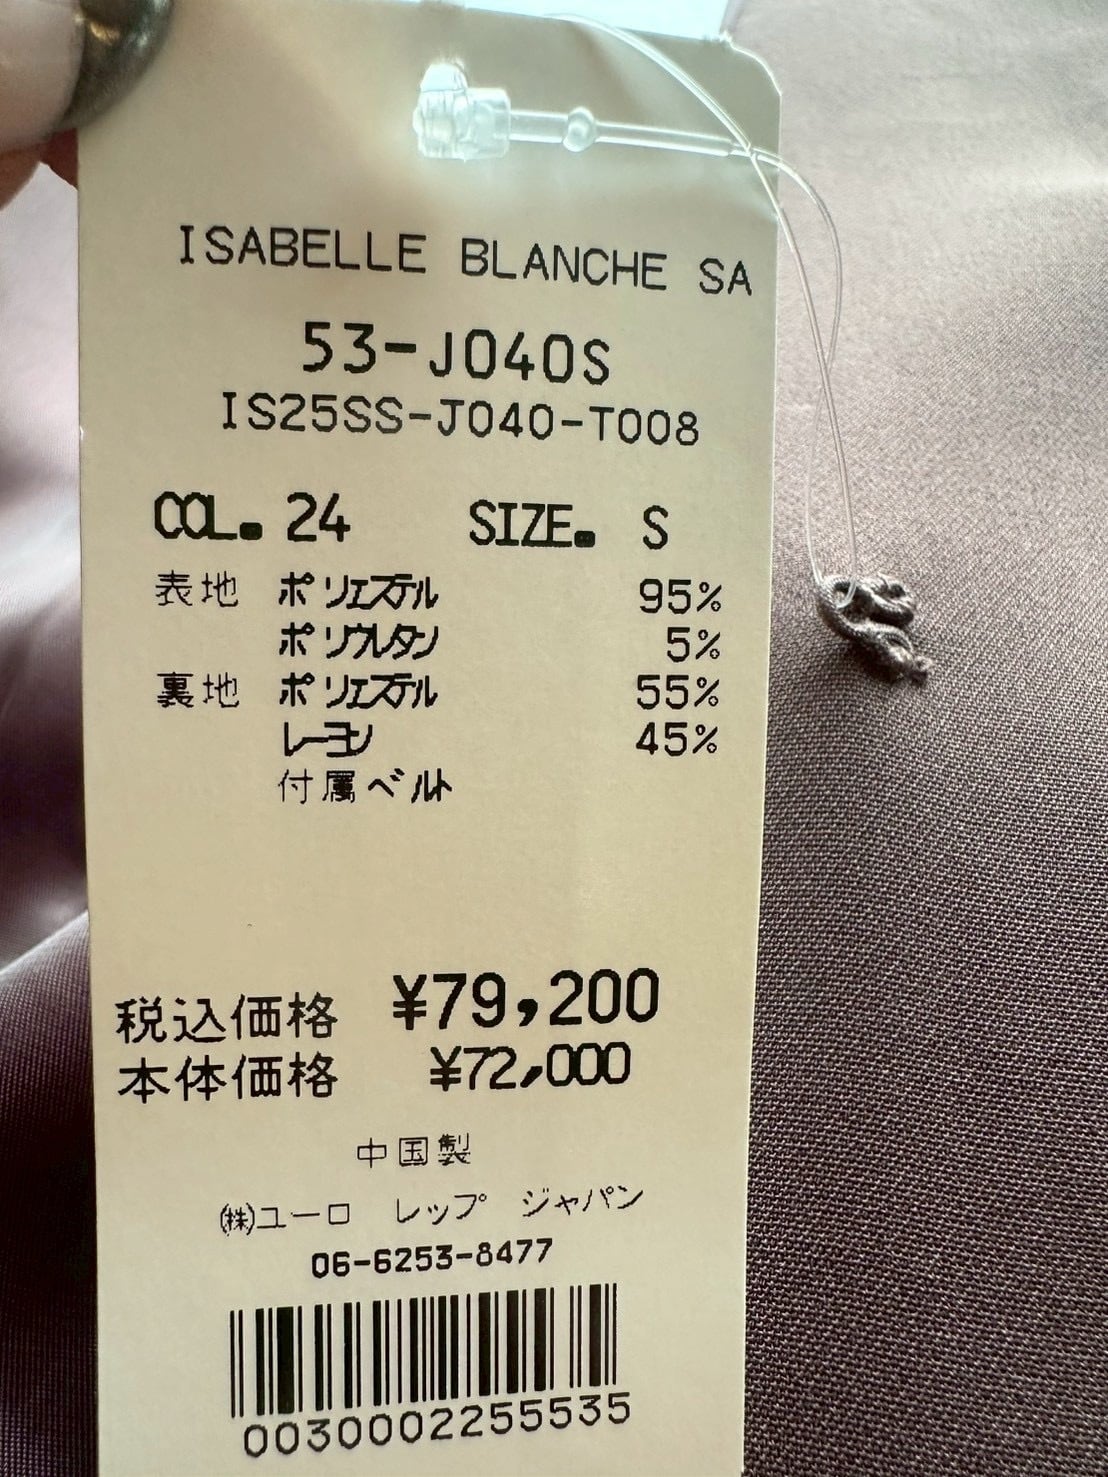 ISABELLE BLANCHE SA
53-J040S
IS25SS-J040-T008
COL. 24 SIZE. S
表地 ポリエステル 95%
ポリウレタン 5%
裏地 ポリエステル 55%
レーヨン 45%
付属ベルト
税込価格 ¥79,200
本体価格 ¥72,000
中国製
㈱ユーロ レップ ジャパン
06-6253-8477
0030002255535